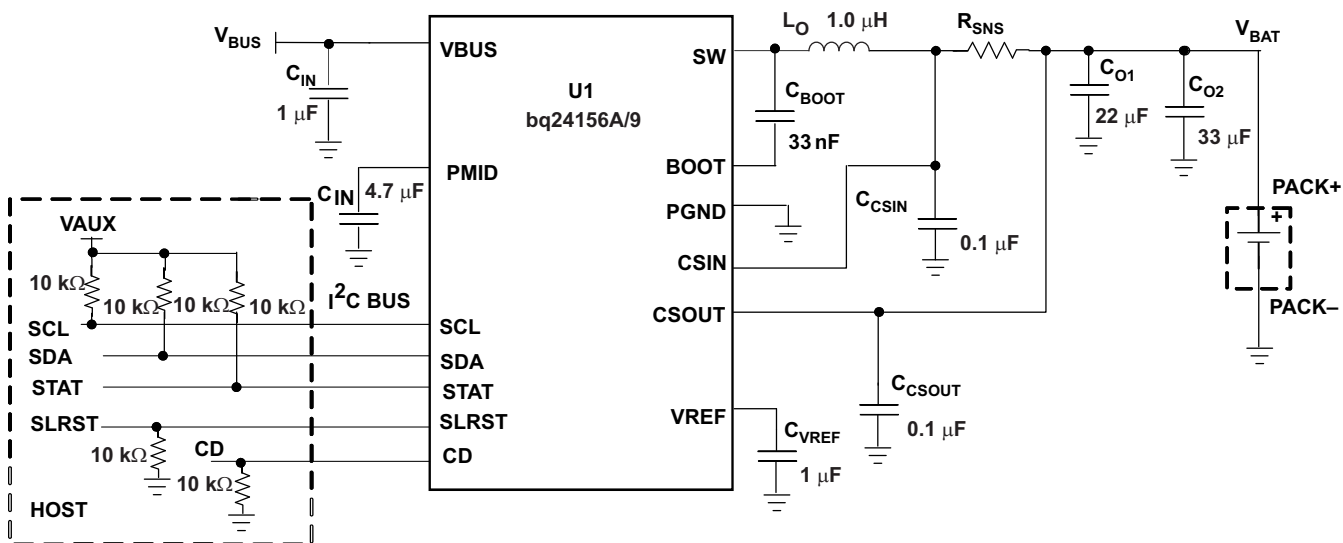 VBUS
CIN
1 μF
VBUS
U1
bq24156A/9
SW
LO 1.0 μH
RSNS
VBAT
CBOOT
33 nF
BOOT
CO1
22 μF
CO2
33 μF
PMID
CIN 4.7 μF
PGND
CCSIN
0.1 μF
CSIN
PACK+
+
PACK–
VAUX
10 kΩ
10 kΩ
10 kΩ
10 kΩ
I2C BUS
CSOUT
SCL
SCL
SDA
SDA
STAT
STAT
CCSOUT
0.1 μF
SLRST
SLRST
VREF
CVREF
1 μF
10 kΩ
CD
CD
10 kΩ
HOST